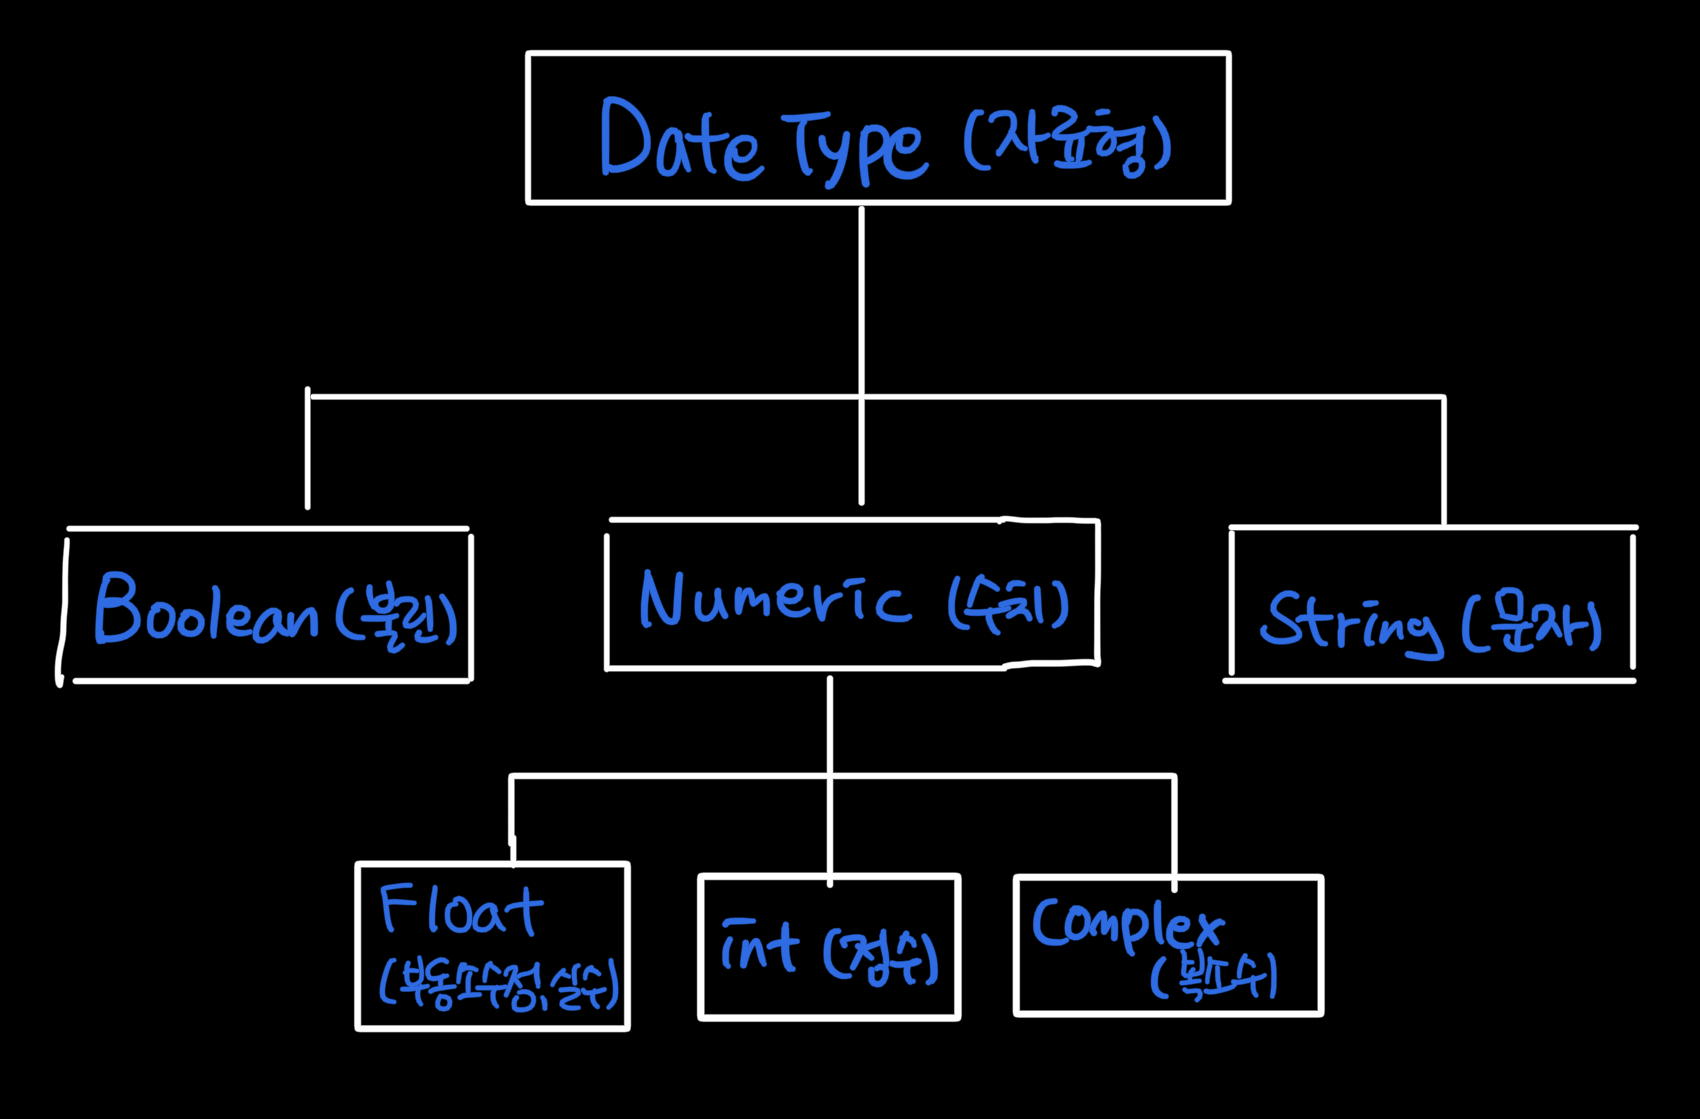 Date Type (자료형)
Boolean (불린)
Numeric (수치)
String (문자)
Float
(부동소수점, 실수)
int (정수)
Complex
(복소수)